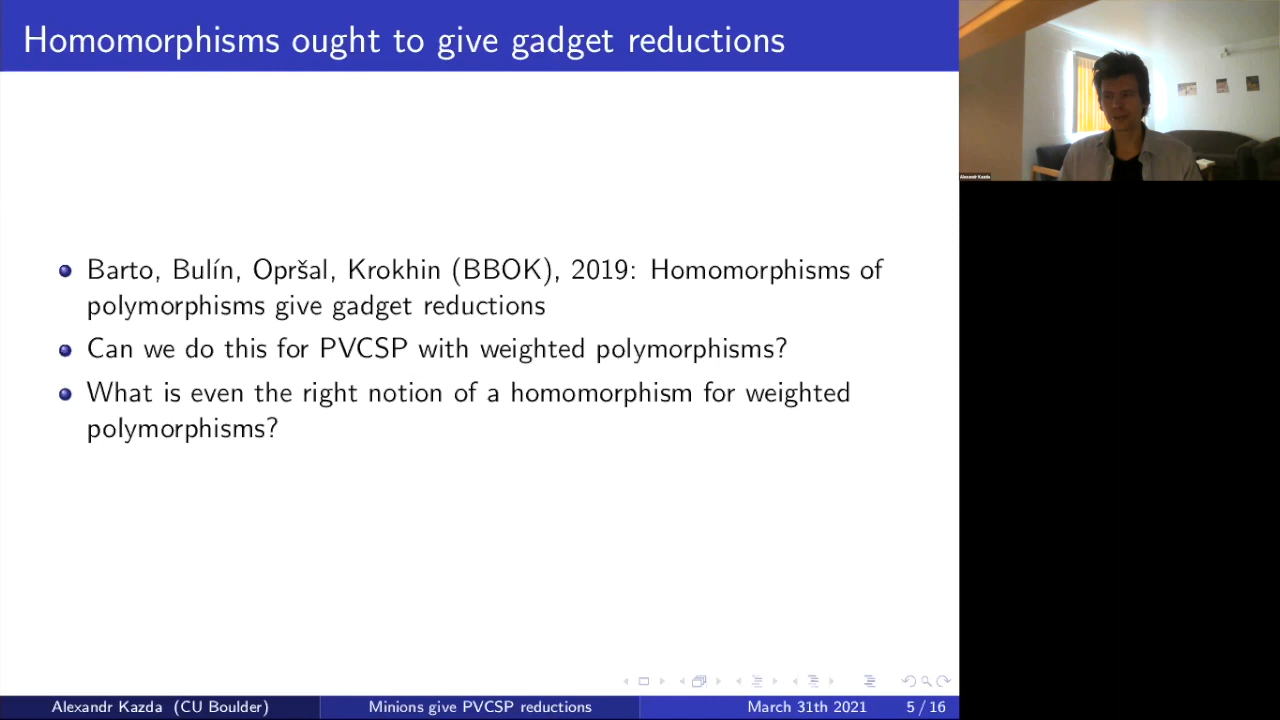 Homomorphisms ought to give gadget reductions
Barto, Bulín, Opršal, Krokhin (BBOK), 2019: Homomorphisms of
polymorphisms give gadget reductions
Can we do this for PVCSP with weighted polymorphisms?
What is even the right notion of a homomorphism for weighted
polymorphisms?
Alexandr Kazda
Alexandr Kazda (CU Boulder)
Minions give PVCSP reductions
March 31th 2021
5 / 16